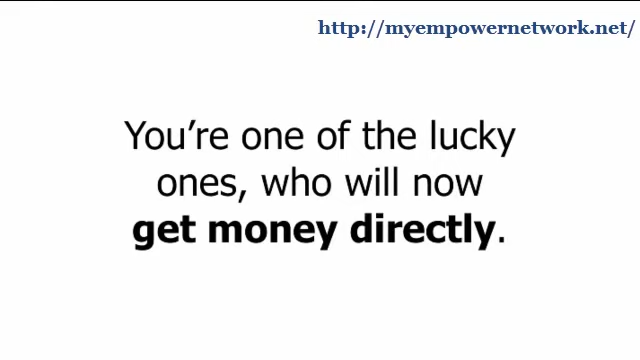 http://myempowernetwork.net/
You’re one of the lucky
ones, who will now
get money directly.